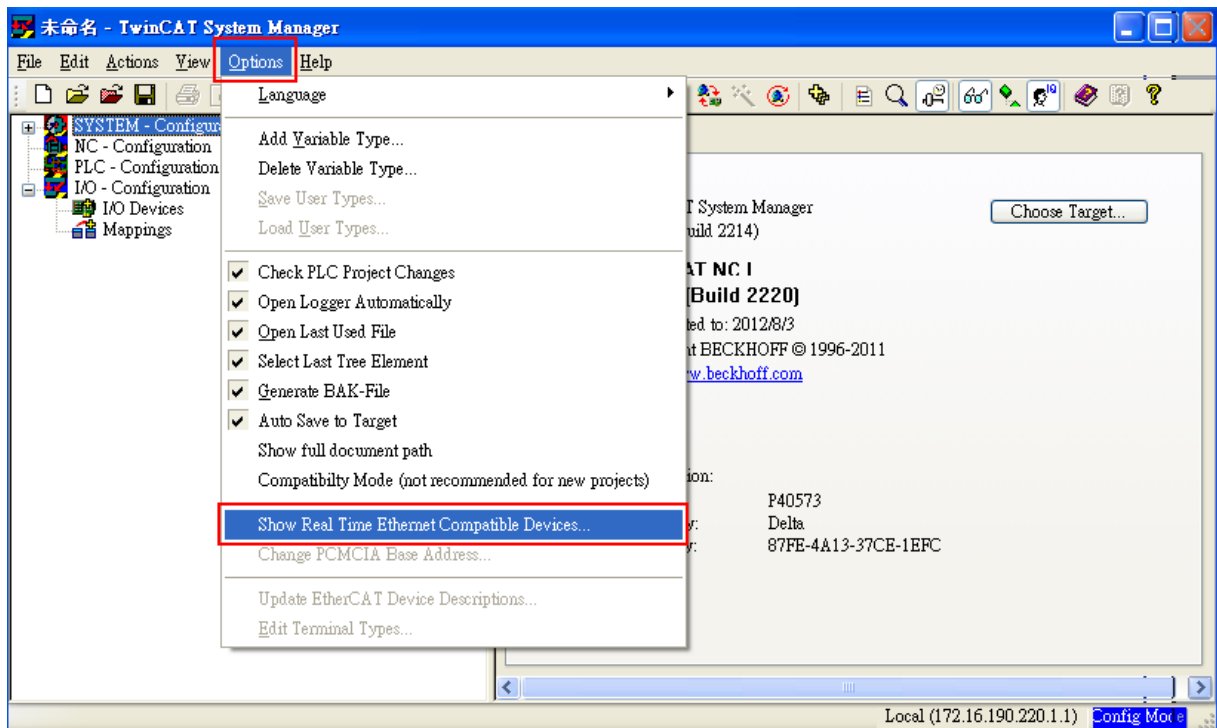 未命名 - TwinCAT System Manager
File Edit Actions View Options Help
Language
Add Variable Type...
Delete Variable Type...
Save User Types...
Load User Types...
Check PLC Project Changes
Open Logger Automatically
Open Last Used File
Select Last Tree Element
Generate BAK-File
Auto Save to Target
Show full document path
Compatibilty Mode (not recommended for new projects)
Show Real Time Ethernet Compatible Devices...
Change PCMCIA Base Address...
Update EtherCAT Device Descriptions...
Edit Terminal Types...
SYSTEM - Configur
NC - Configuration
PLC - Configuration
I/O - Configuration
I/O Devices
Mappings
T System Manager
Choose Target...
uild 2214)
AT NC I
[Build 2220)
ted to: 2012/8/3
nt BECKHOFF © 1996-2011
w.beckhoff.com
ion:
P40573
y: Delta
y: 87FE-4A13-37CE-1EFC
Local (172.16.190.220.1.1) Config Mode